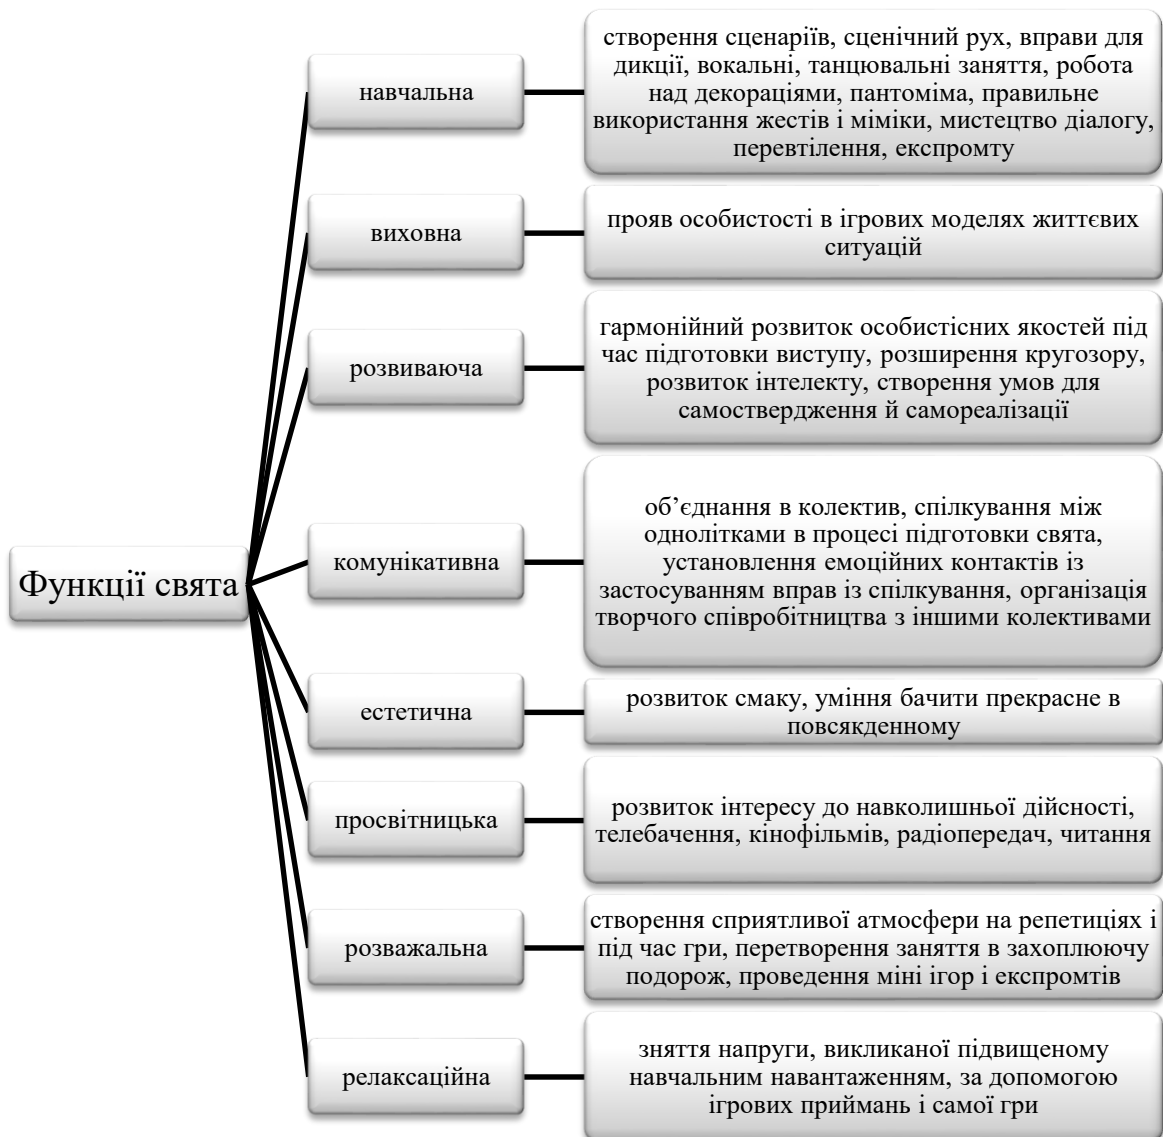 Функції свята
навчальна
створення сценаріїв, сценічний рух, вправи для
дикції, вокальні, танцювальні заняття, робота
над декораціями, пантоміма, правильне
використання жестів і міміки, мистецтво діалогу,
перевтілення, експромту
виховна
прояв особистості в ігрових моделях життєвих
ситуацій
розвиваюча
гармонійний розвиток особистісних якостей під
час підготовки виступу, розширення кругозору,
розвиток інтелекту, створення умов для
самоствердження й самореалізації
комунікативна
об’єднання в колектив, спілкування між
однолітками в процесі підготовки свята,
установлення емоційних контактів із
застосуванням вправ із спілкування, організація
творчого співробітництва з іншими колективами
естетична
розвиток смаку, уміння бачити прекрасне в
повсякденному
просвітницька
розвиток інтересу до навколишньої дійсності,
телебачення, кінофільмів, радіопередач, читання
розважальна
створення сприятливої атмосфери на репетиціях і
під час гри, перетворення заняття в захоплюючу
подорож, проведення міні ігор і експромтів
релаксаційна
зняття напруги, викликаної підвищеному
навчальним навантаженням, за допомогою
ігрових приймань і самої гри